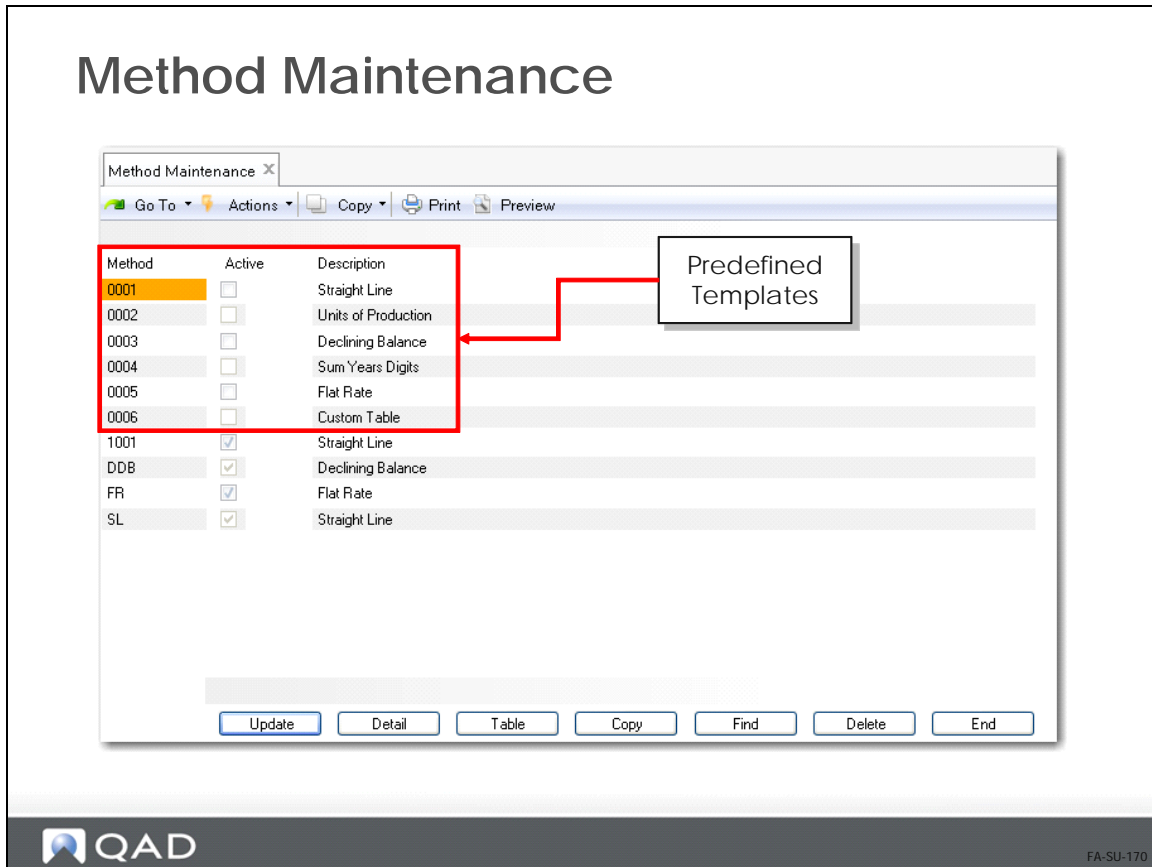 Method Maintenance
Method Maintenance X
Go To Actions Copy Print Preview
Method Active Description
0001 Straight Line
0002 Units of Production
0003 Declining Balance
0004 Sum Years Digits
0005 Flat Rate
0006 Custom Table
1001 Straight Line
DDB Declining Balance
FR Flat Rate
SL Straight Line
Predefined
Templates
Update Detail Table Copy Find Delete End
QAD
FA-SU-170